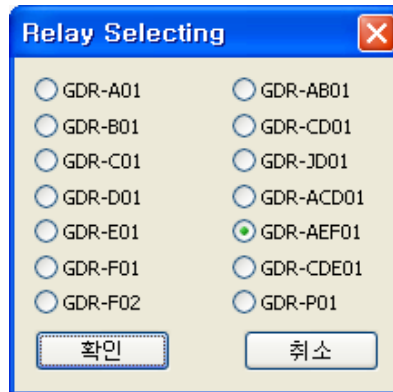 Relay Selecting
GDR-A01 GDR-AB01
GDR-B01 GDR-CD01
GDR-C01 GDR-JD01
GDR-D01 GDR-ACD01
GDR-E01 GDR-AEF01
GDR-F01 GDR-CDE01
GDR-F02 GDR-P01
확인 취소